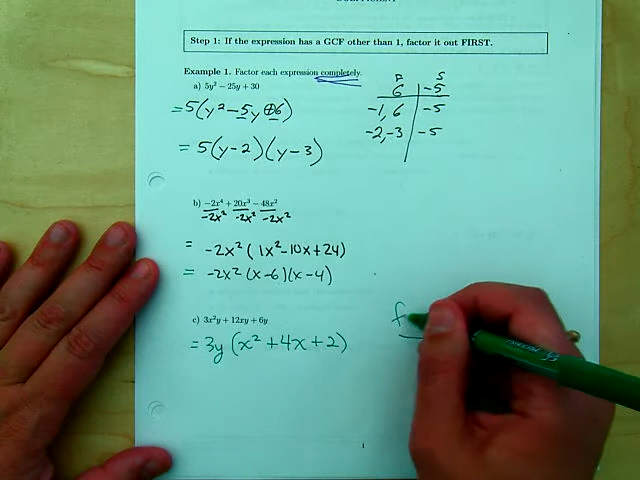 COEFFICIENT
Step 1: If the expression has a GCF other than 1, factor it out FIRST.
Example 1. Factor each expression completely.
P S
6 -5
-1, 6 -5
-2, -3 -5
a) 5y² − 25y + 30
= 5(y² − 5y + 6)
= 5(y − 2)(y − 3)
b) −2x⁴ + 20x³ − 48x²
-2x² -2x² -2x²
= -2x² (1x² - 10x + 24)
= -2x² (x - 6)(x - 4)
c) 3x²y + 12xy + 6y
= 3y (x² + 4x + 2)
f
1